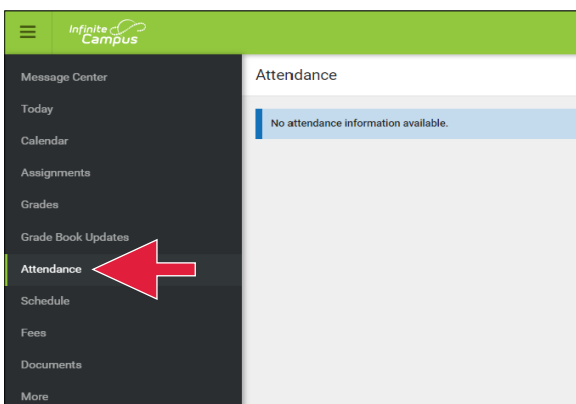 Infinite
Campus
Message Center
Today
Calendar
Assignments
Grades
Grade Book Updates
Attendance
Schedule
Fees
Documents
More
Attendance
No attendance information available.